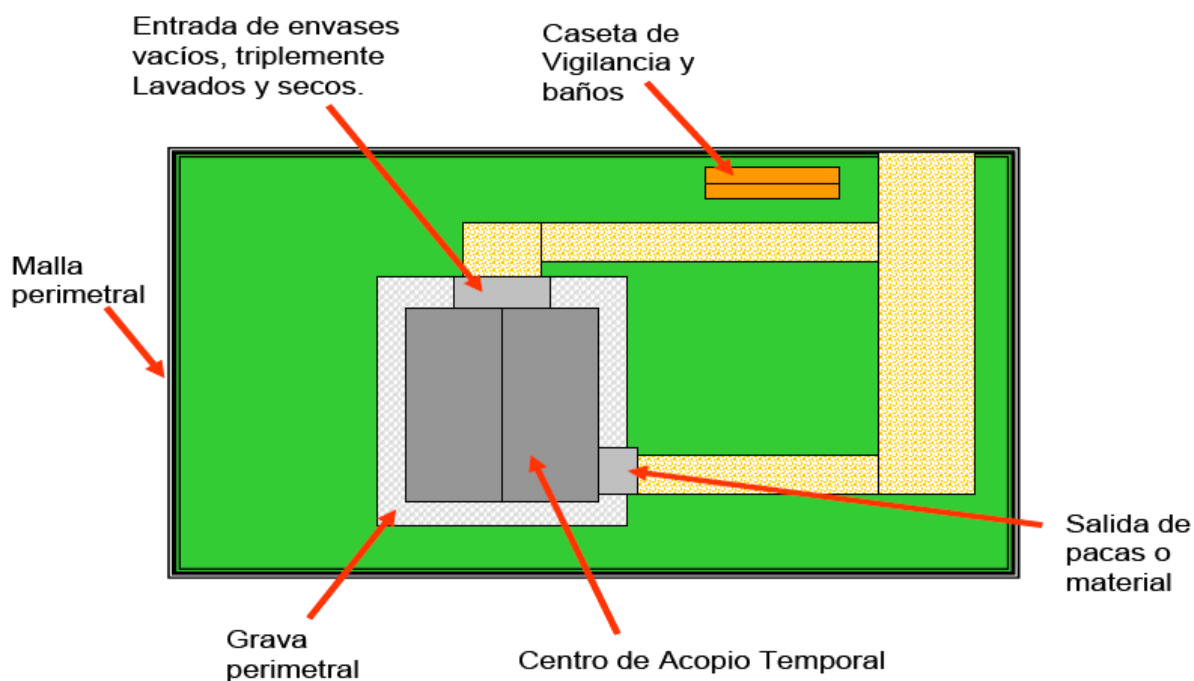 Entrada de envases
vacíos, triplemente
Lavados y secos.
Caseta de
Vigilancia y
baños
Malla
perimetral
Salida de
pacas o
material
Grava
perimetral
Centro de Acopio Temporal